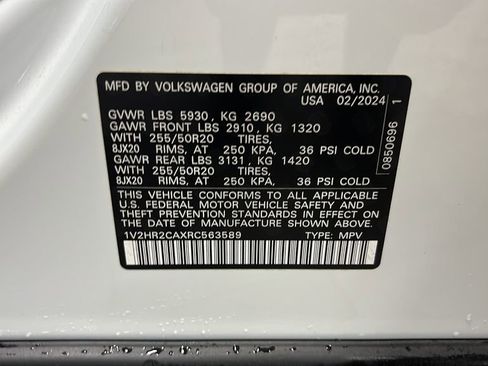 MFD BY VOLKSWAGEN GROUP OF AMERICA, INC.
USA 02/2024
GVWR LBS 5930, KG 2690
GAWR FRONT LBS 2910, KG 1320
WITH 255/50R20 TIRES,
8JX20 RIMS, AT 250 KPA, 36 PSI COLD
GAWR REAR LBS 3131, KG 1420
WITH 255/50R20 TIRES,
8JX20 RIMS, AT 250 KPA, 36 PSI COLD
THIS VEHICLE CONFORMS TO ALL APPLICABLE
U.S. FEDERAL MOTOR VEHICLE SAFETY AND
THEFT PREVENTION STANDARDS IN EFFECT ON
THE DATE OF MANUFACTURE SHOWN ABOVE.
1V2HR2CAXRC563589 TYPE: MPV
0850696 1